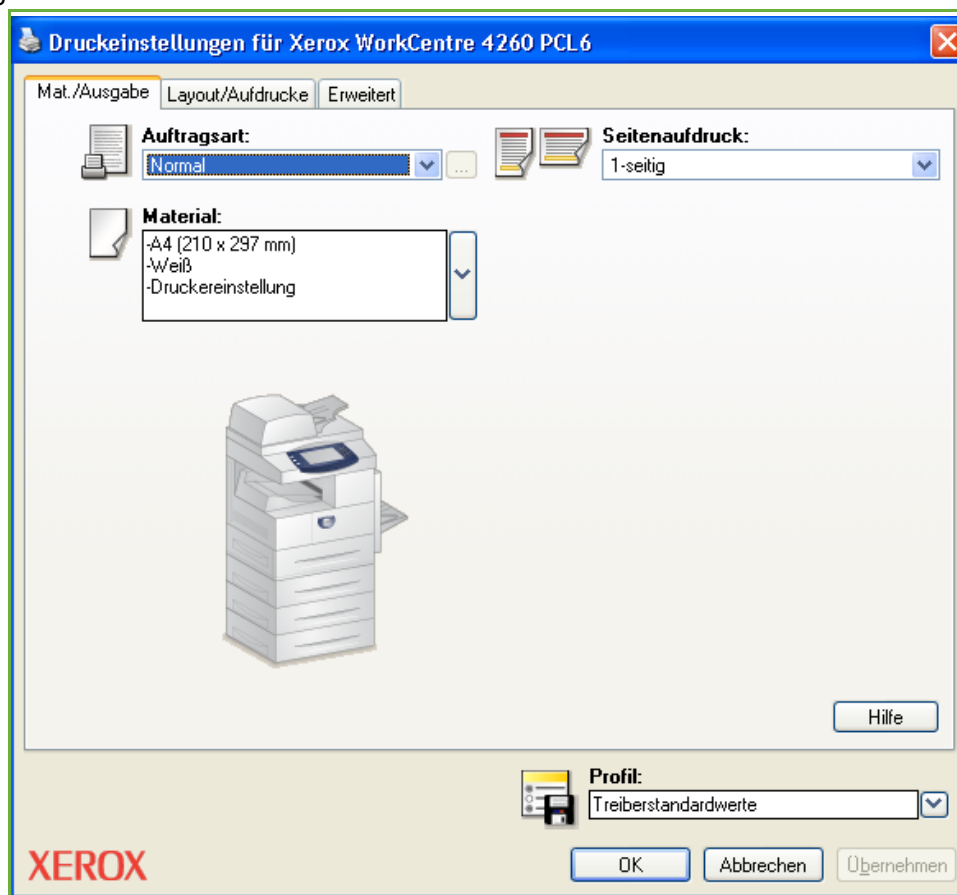 Druckeinstellungen für Xerox WorkCentre 4260 PCL6
Mat./Ausgabe Layout/Aufdrucke Erweitert
Auftragsart:
Normal
...
Seitenaufdruck:
1-seitig
Material:
-A4 (210 x 297 mm)
-Weiß
-Druckereinstellung
Hilfe
Profil:
Treiberstandardwerte
XEROX
OK Abbrechen Übernehmen